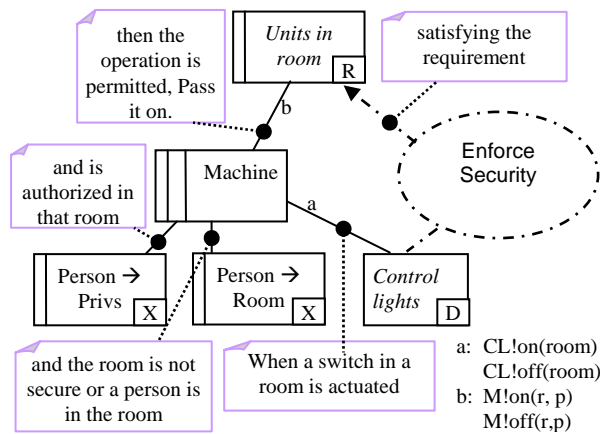 then the
operation is
permitted, Pass
it on.
Units in
room
R
satisfying the
requirement
b
Enforce
Security
and is
authorized in
that room
Machine
a
Person →
Privs
X
Person →
Room
X
Control
lights
D
and the room is not
secure or a person is
in the room
When a switch in a
room is actuated
a: CL!on(room)
CL!off(room)
b: M!on(r, p)
M!off(r,p)